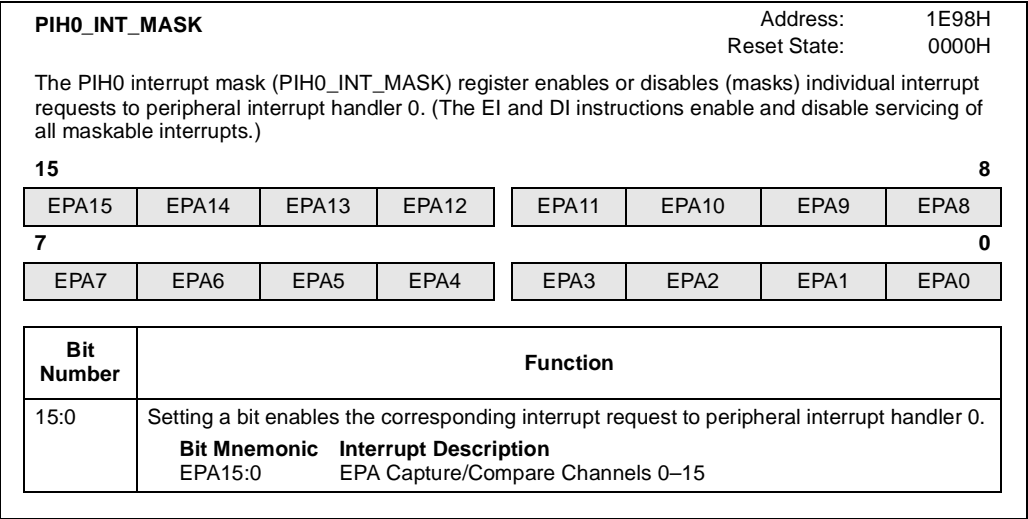 PIH0_INT_MASK Address: 1E98H
Reset State: 0000H
The PIH0 interrupt mask (PIH0_INT_MASK) register enables or disables (masks) individual interrupt
requests to peripheral interrupt handler 0. (The EI and DI instructions enable and disable servicing of
all maskable interrupts.)
15 8
EPA15 EPA14 EPA13 EPA12 EPA11 EPA10 EPA9 EPA8
7 0
EPA7 EPA6 EPA5 EPA4 EPA3 EPA2 EPA1 EPA0
Bit
Number Function
15:0 Setting a bit enables the corresponding interrupt request to peripheral interrupt handler 0.
Bit Mnemonic Interrupt Description
EPA15:0 EPA Capture/Compare Channels 0–15